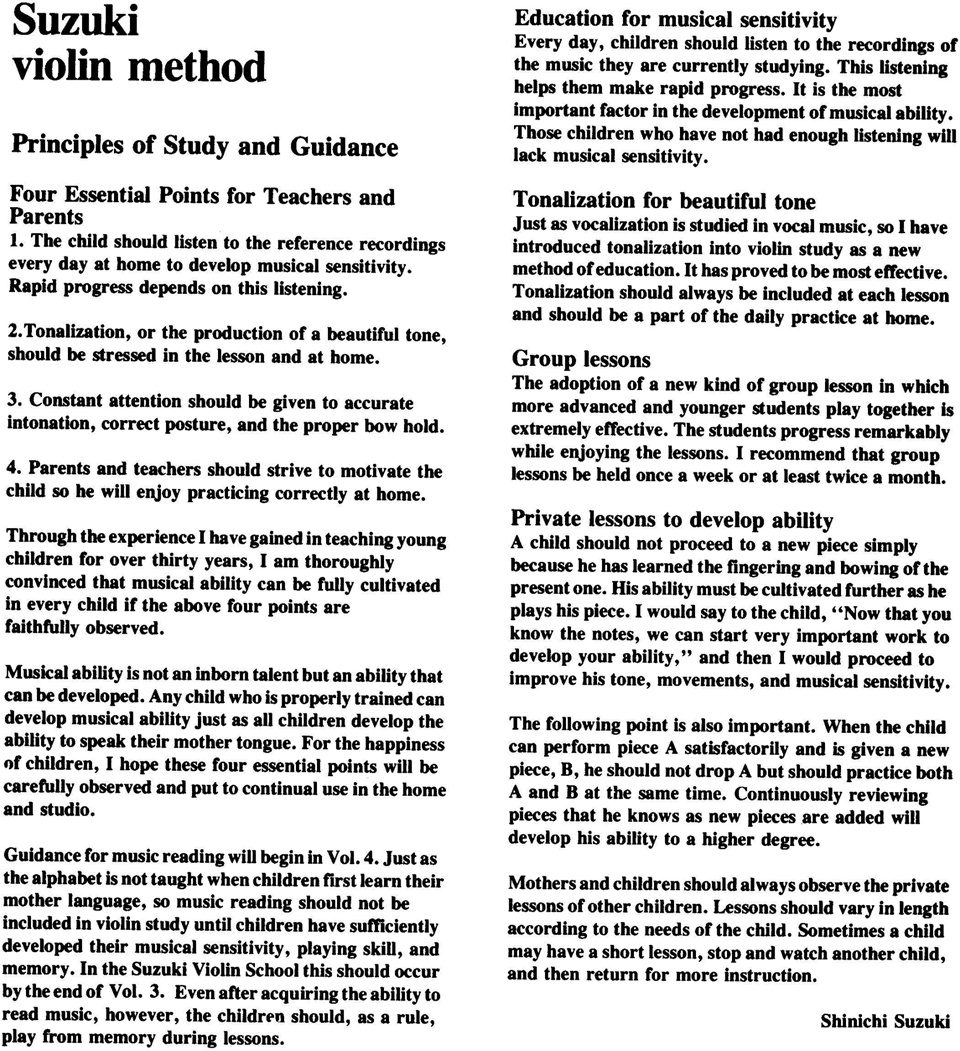 Suzuki
violin method
Principles of Study and Guidance
Four Essential Points for Teachers and
Parents
1. The child should listen to the reference recordings
every day at home to develop musical sensitivity.
Rapid progress depends on this listening.
2.Tonalization, or the production of a beautiful tone,
should be stressed in the lesson and at home.
3. Constant attention should be given to accurate
intonation, correct posture, and the proper bow hold.
4. Parents and teachers should strive to motivate the
child so he will enjoy practicing correctly at home.
Through the experience I have gained in teaching young
children for over thirty years, I am thoroughly
convinced that musical ability can be fully cultivated
in every child if the above four points are
faithfully observed.
Musical ability is not an inborn talent but an ability that
can be developed. Any child who is properly trained can
develop musical ability just as all children develop the
ability to speak their mother tongue. For the happiness
of children, I hope these four essential points will be
carefully observed and put to continual use in the home
and studio.
Guidance for music reading will begin in Vol. 4. Just as
the alphabet is not taught when children first learn their
mother language, so music reading should not be
included in violin study until children have sufficiently
developed their musical sensitivity, playing skill, and
memory. In the Suzuki Violin School this should occur
by the end of Vol. 3. Even after acquiring the ability to
read music, however, the children should, as a rule,
play from memory during lessons.
Education for musical sensitivity
Every day, children should listen to the recordings of
the music they are currently studying. This listening
helps them make rapid progress. It is the most
important factor in the development of musical ability.
Those children who have not had enough listening will
lack musical sensitivity.
Tonalization for beautiful tone
Just as vocalization is studied in vocal music, so I have
introduced tonalization into violin study as a new
method of education. It has proved to be most effective.
Tonalization should always be included at each lesson
and should be a part of the daily practice at home.
Group lessons
The adoption of a new kind of group lesson in which
more advanced and younger students play together is
extremely effective. The students progress remarkably
while enjoying the lessons. I recommend that group
lessons be held once a week or at least twice a month.
Private lessons to develop ability
A child should not proceed to a new piece simply
because he has learned the fingering and bowing of the
present one. His ability must be cultivated further as he
plays his piece. I would say to the child, “Now that you
know the notes, we can start very important work to
develop your ability,” and then I would proceed to
improve his tone, movements, and musical sensitivity.
The following point is also important. When the child
can perform piece A satisfactorily and is given a new
piece, B, he should not drop A but should practice both
A and B at the same time. Continuously reviewing
pieces that he knows as new pieces are added will
develop his ability to a higher degree.
Mothers and children should always observe the private
lessons of other children. Lessons should vary in length
according to the needs of the child. Sometimes a child
may have a short lesson, stop and watch another child,
and then return for more instruction.
Shinichi Suzuki